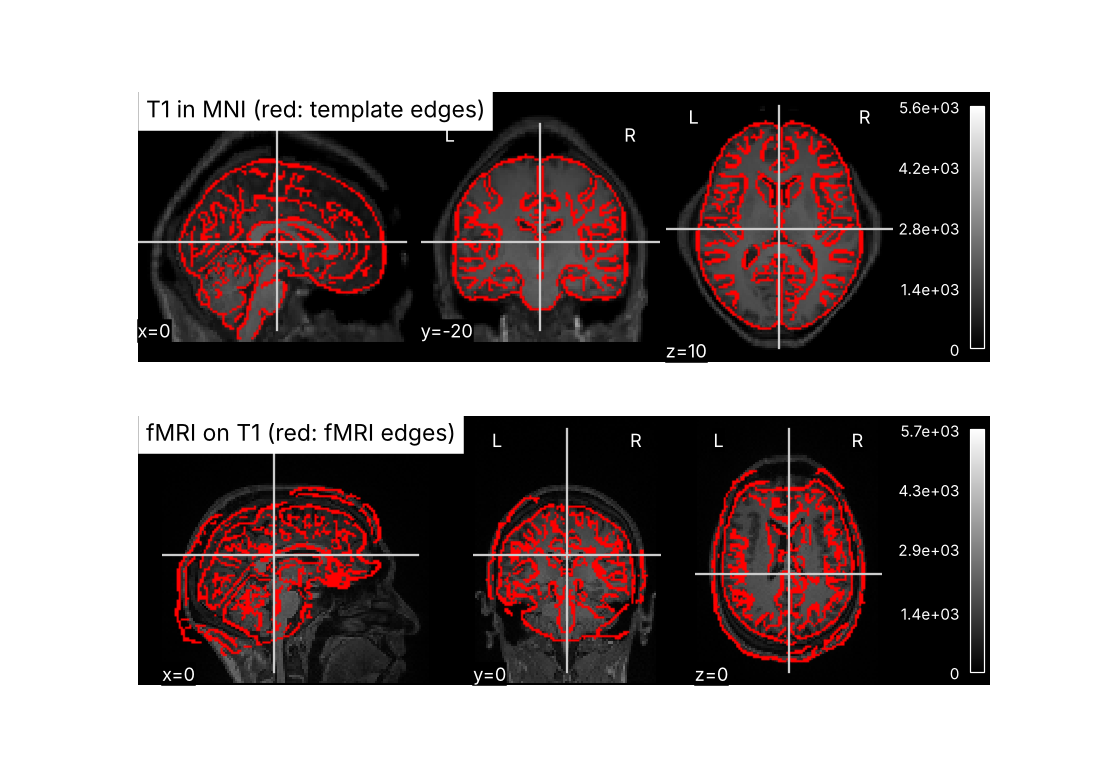 T1 in MNI (red: template edges)
L
R
L
R
5.6e+03
4.2e+03
2.8e+03
1.4e+03
0
x=0
y=-20
z=10
fMRI on T1 (red: fMRI edges)
L
R
L
R
5.7e+03
4.3e+03
2.9e+03
1.4e+03
0
x=0
y=0
z=0